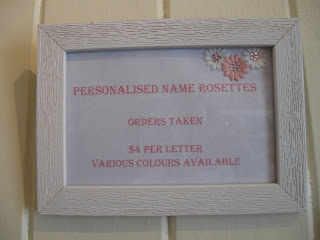 PERSONALISED NAME ROSETTES
ORDERS TAKEN
$4 PER LETTER
VARIOUS COLOURS AVAILABLE